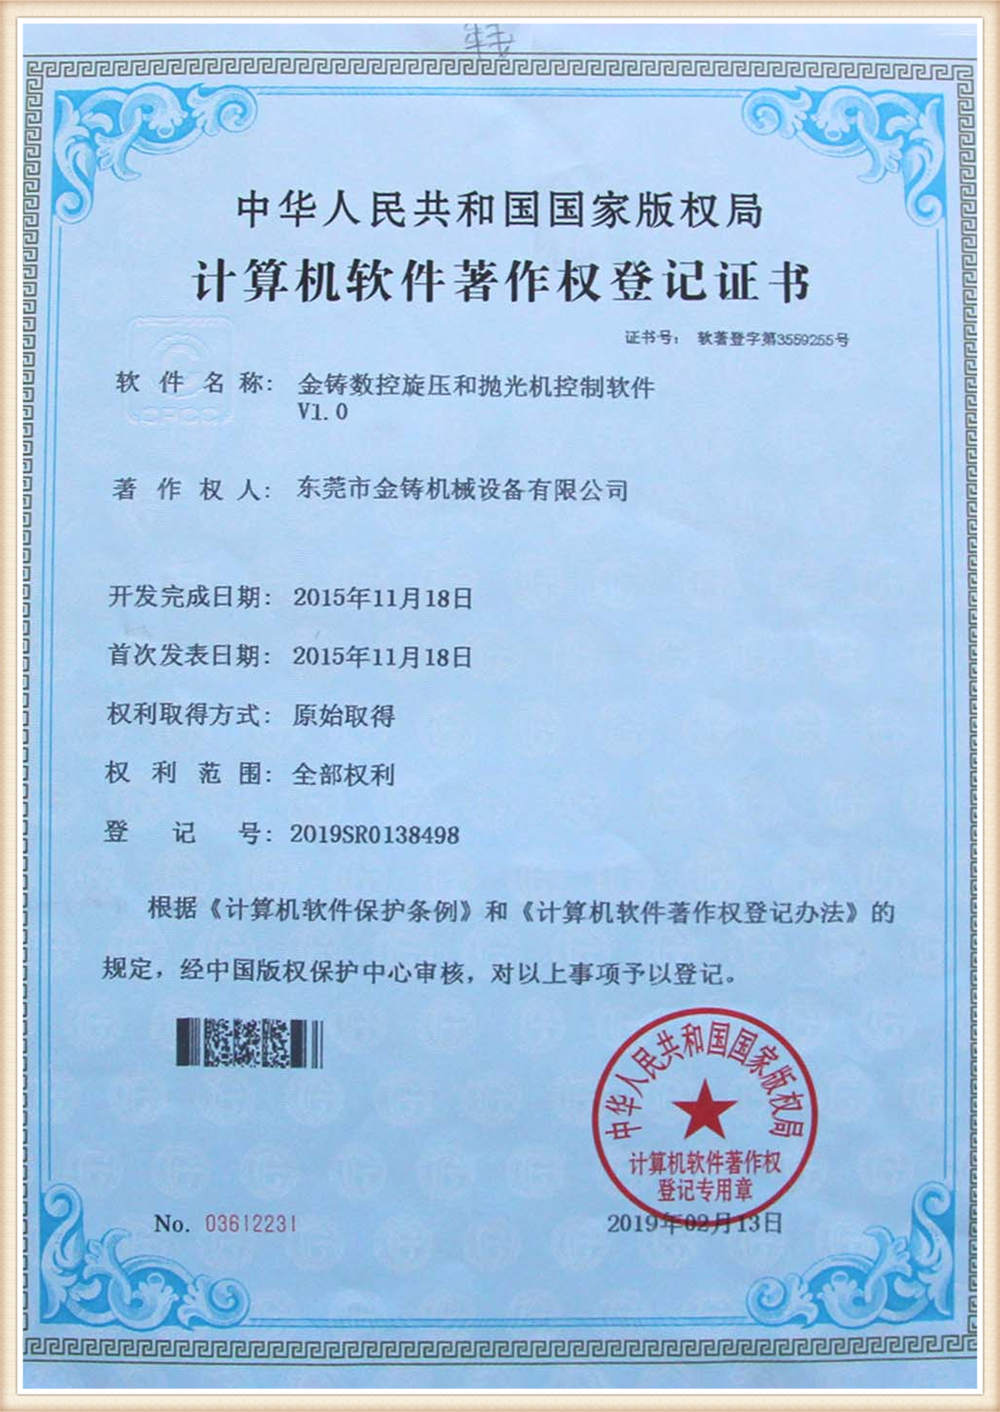 中华人民共和国国家版权局
计算机软件著作权登记证书
证书号： 软著登字第3559255号
软件名称： 金铸数控旋压和抛光机控制软件
V1.0
著作权人： 东莞市金铸机械设备有限公司
开发完成日期： 2015年11月18日
首次发表日期： 2015年11月18日
权利取得方式： 原始取得
权利范围： 全部权利
登记号： 2019SR0138498
根据《计算机软件保护条例》和《计算机软件著作权登记办法》的
规定，经中国版权保护中心审核，对以上事项予以登记。
中华人民共和国国家版权局
计算机软件著作权
登记专用章
No. 03612231
2019年02月13日